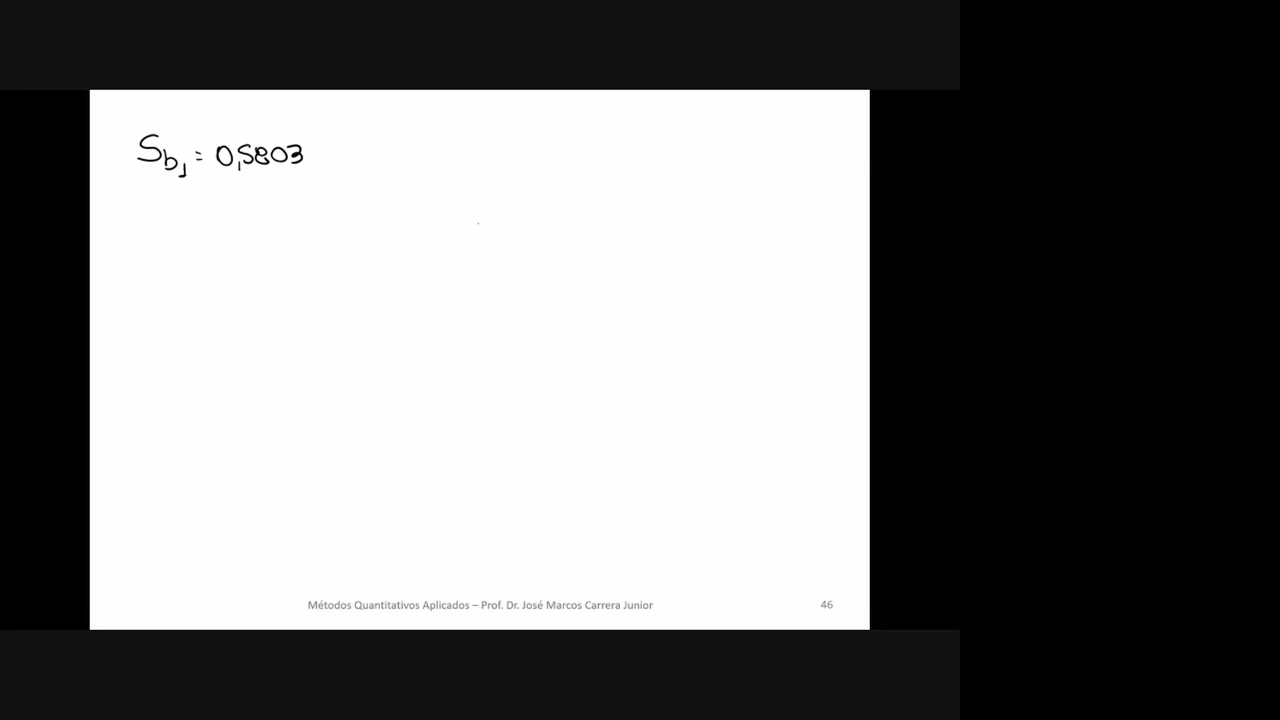 Sb₁ = 0,5803
Métodos Quantitativos Aplicados – Prof. Dr. José Marcos Carrera Junior
46